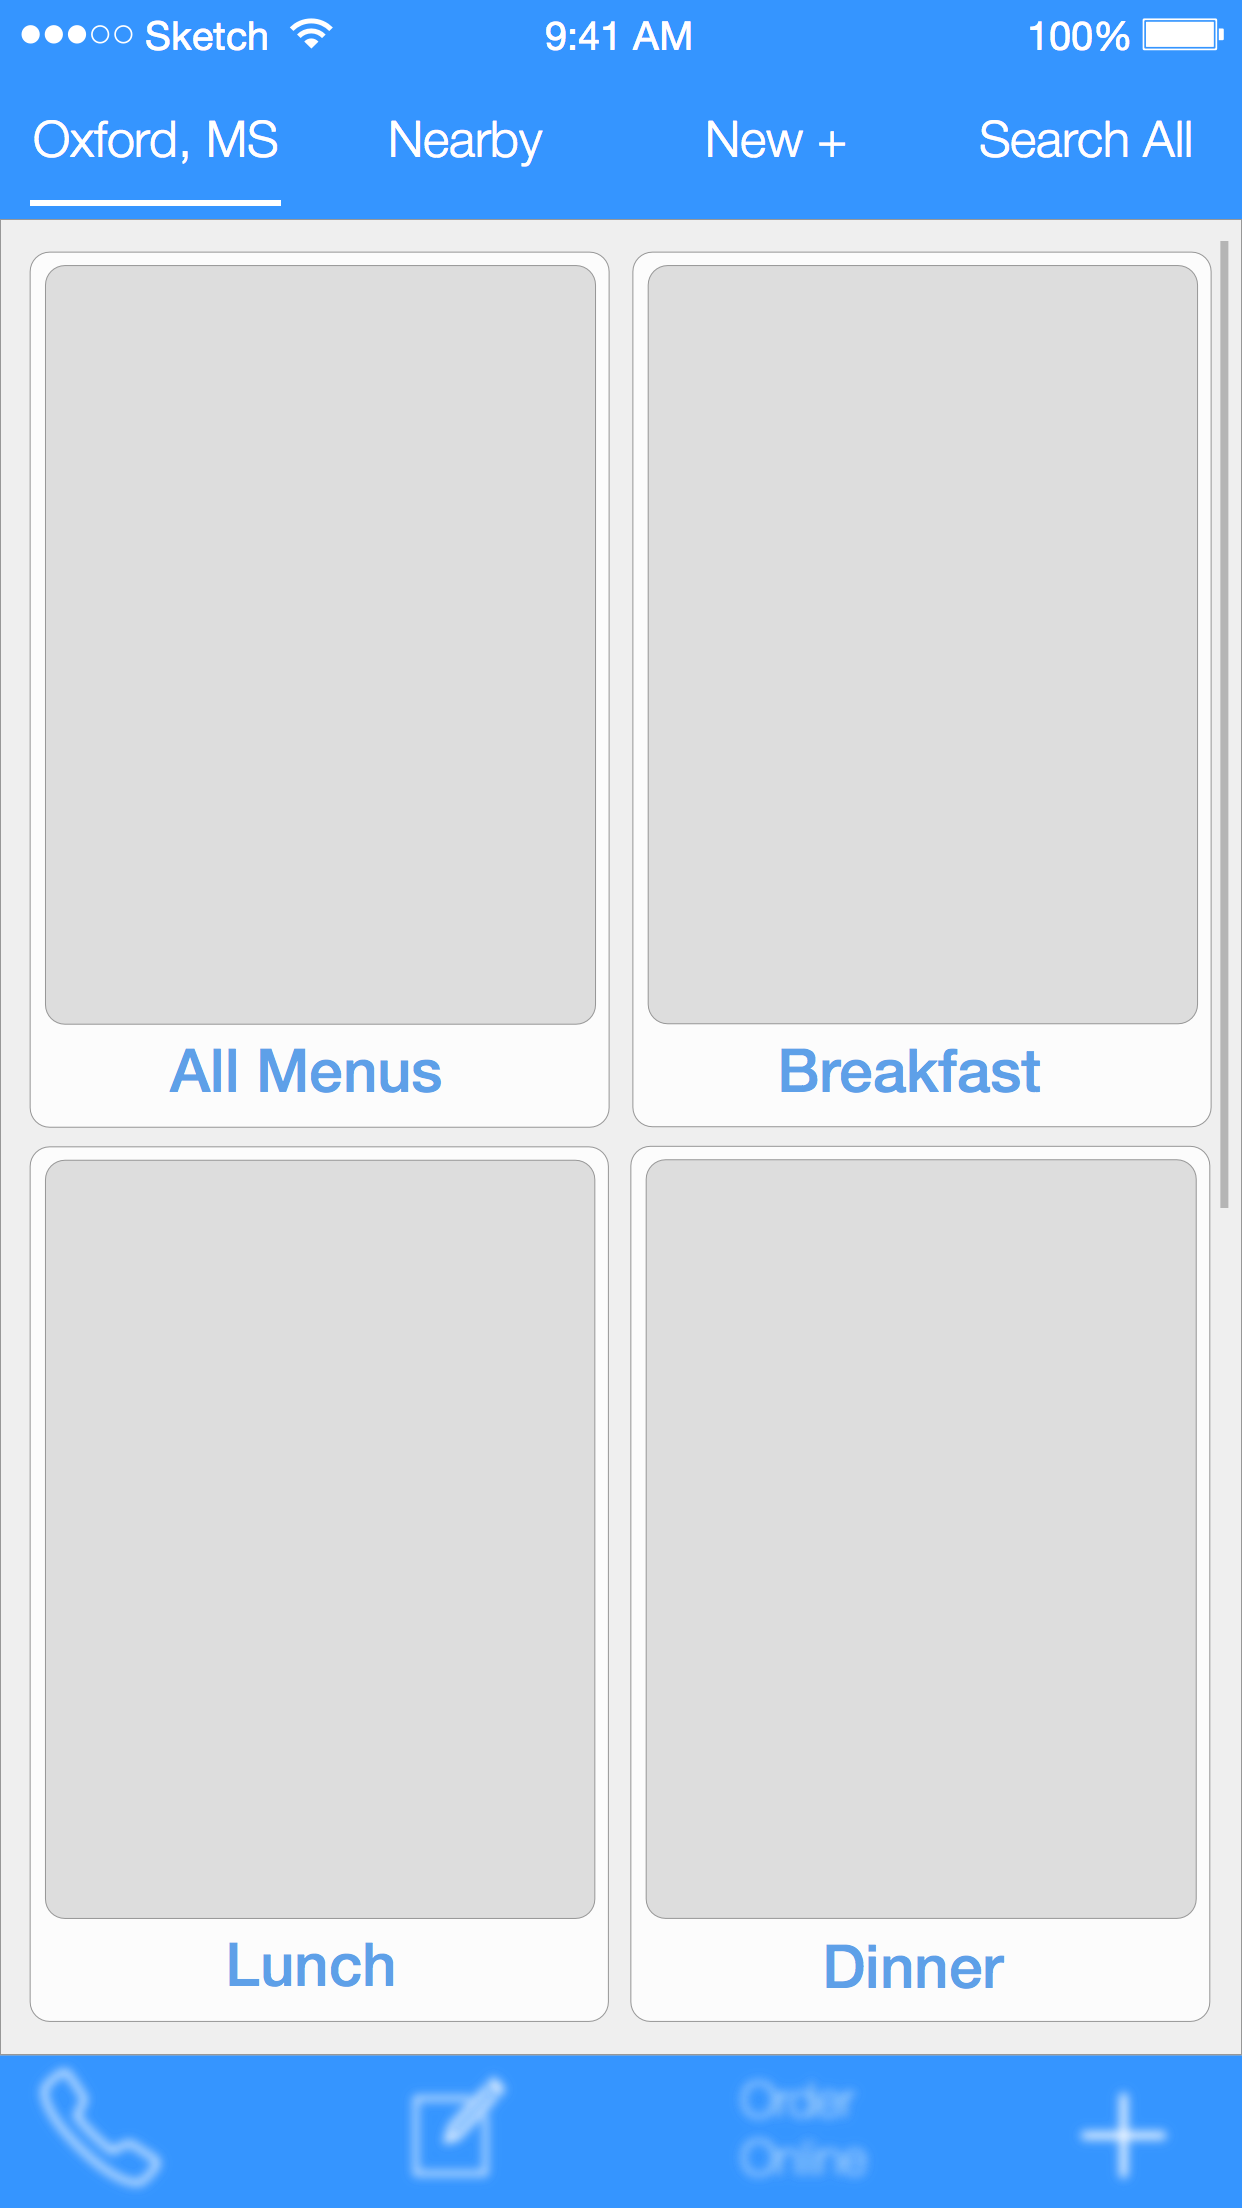 Sketch 9:41 AM 100%
Oxford, MS Nearby New + Search All
All Menus Breakfast
Lunch Dinner
Order
Online